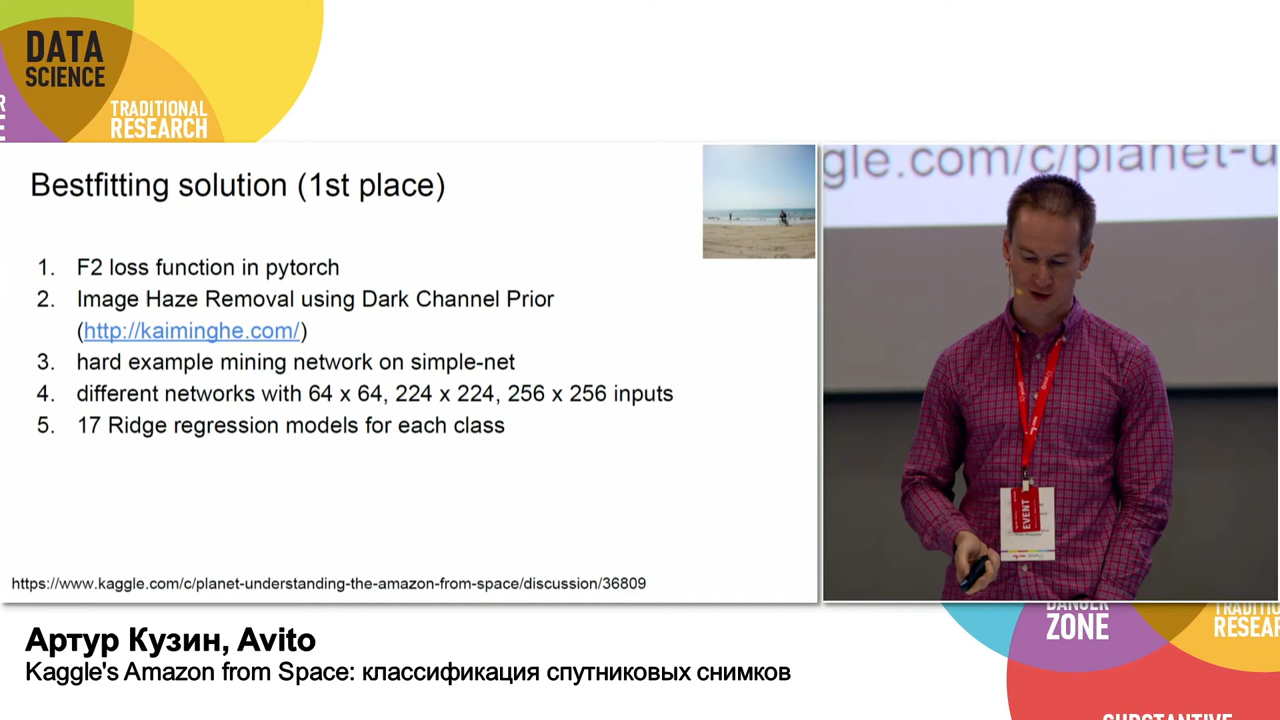 DATA
SCIENCE
TRADITIONAL
RESEARCH
Bestfitting solution (1st place)
1. F2 loss function in pytorch
2. Image Haze Removal using Dark Channel Prior
(http://kaiminghe.com/)
3. hard example mining network on simple-net
4. different networks with 64 x 64, 224 x 224, 256 x 256 inputs
5. 17 Ridge regression models for each class
https://www.kaggle.com/c/planet-understanding-the-amazon-from-space/discussion/36809
gle.com/c/planet-u
EVENT
Артур Кузин, Avito
Kaggle's Amazon from Space: классификация спутниковых снимков
DANGER
ZONE
TRADITIO
RESEAR
SUBSTANTIVE